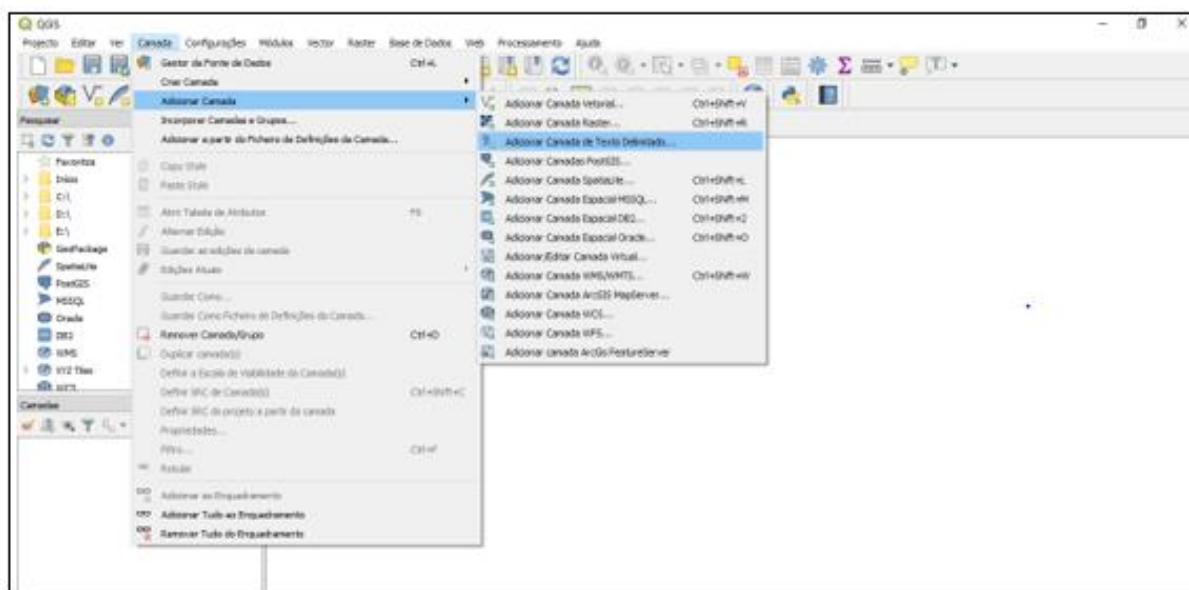 QGIS
Projecto Editar Ver Camada Configurações Módulos Vector Raster Base de Dados Web Processamento Ajuda
Gestor da Fonte de Dados Ctrl+L
Criar Camada
Adicionar Camada
Incorporar Camadas e Grupos...
Adicionar a partir do Ficheiro de Definições da Camada...
Copy Style
Paste Style
Abrir Tabela de Atributos F6
Alternar Edição
Guardar as edições da camada
Edições Atuais
Guardar Como...
Guardar Como Ficheiro de Definições da Camada...
Remover Camada/Grupo Ctrl+D
Duplicar camada(s)
Definir a Escala de Visibilidade da Camada(s)
Definir SRC da Camada(s) Ctrl+Shift+C
Definir SRC do projeto a partir da camada
Propriedades...
Filtro... Ctrl+F
Rotular
Adicionar ao Enquadramento
Adicionar Tudo ao Enquadramento
Remover Tudo do Enquadramento
Adicionar Camada Vetorial... Ctrl+Shift+V
Adicionar Camada Raster... Ctrl+Shift+R
Adicionar Camada de Texto Delimitado...
Adicionar Camadas PostGIS...
Adicionar Camada SpatiaLite... Ctrl+Shift+L
Adicionar Camada Espacial MSSQL... Ctrl+Shift+M
Adicionar Camada Espacial DB2... Ctrl+Shift+2
Adicionar Camada Espacial Oracle... Ctrl+Shift+O
Adicionar/Editar Camada Virtual...
Adicionar Camada WMS/WMTS... Ctrl+Shift+W
Adicionar Camada ArcGIS MapServer...
Adicionar Camada WCS...
Adicionar Camada WFS...
Adicionar camada ArcGis FeatureServer
Pesquisar
Favoritos
Início
C:\
D:\
E:\
GeoPackage
SpatiaLite
PostGIS
MSSQL
Oracle
DB2
WMS
XYZ Tiles
WCS
Camadas